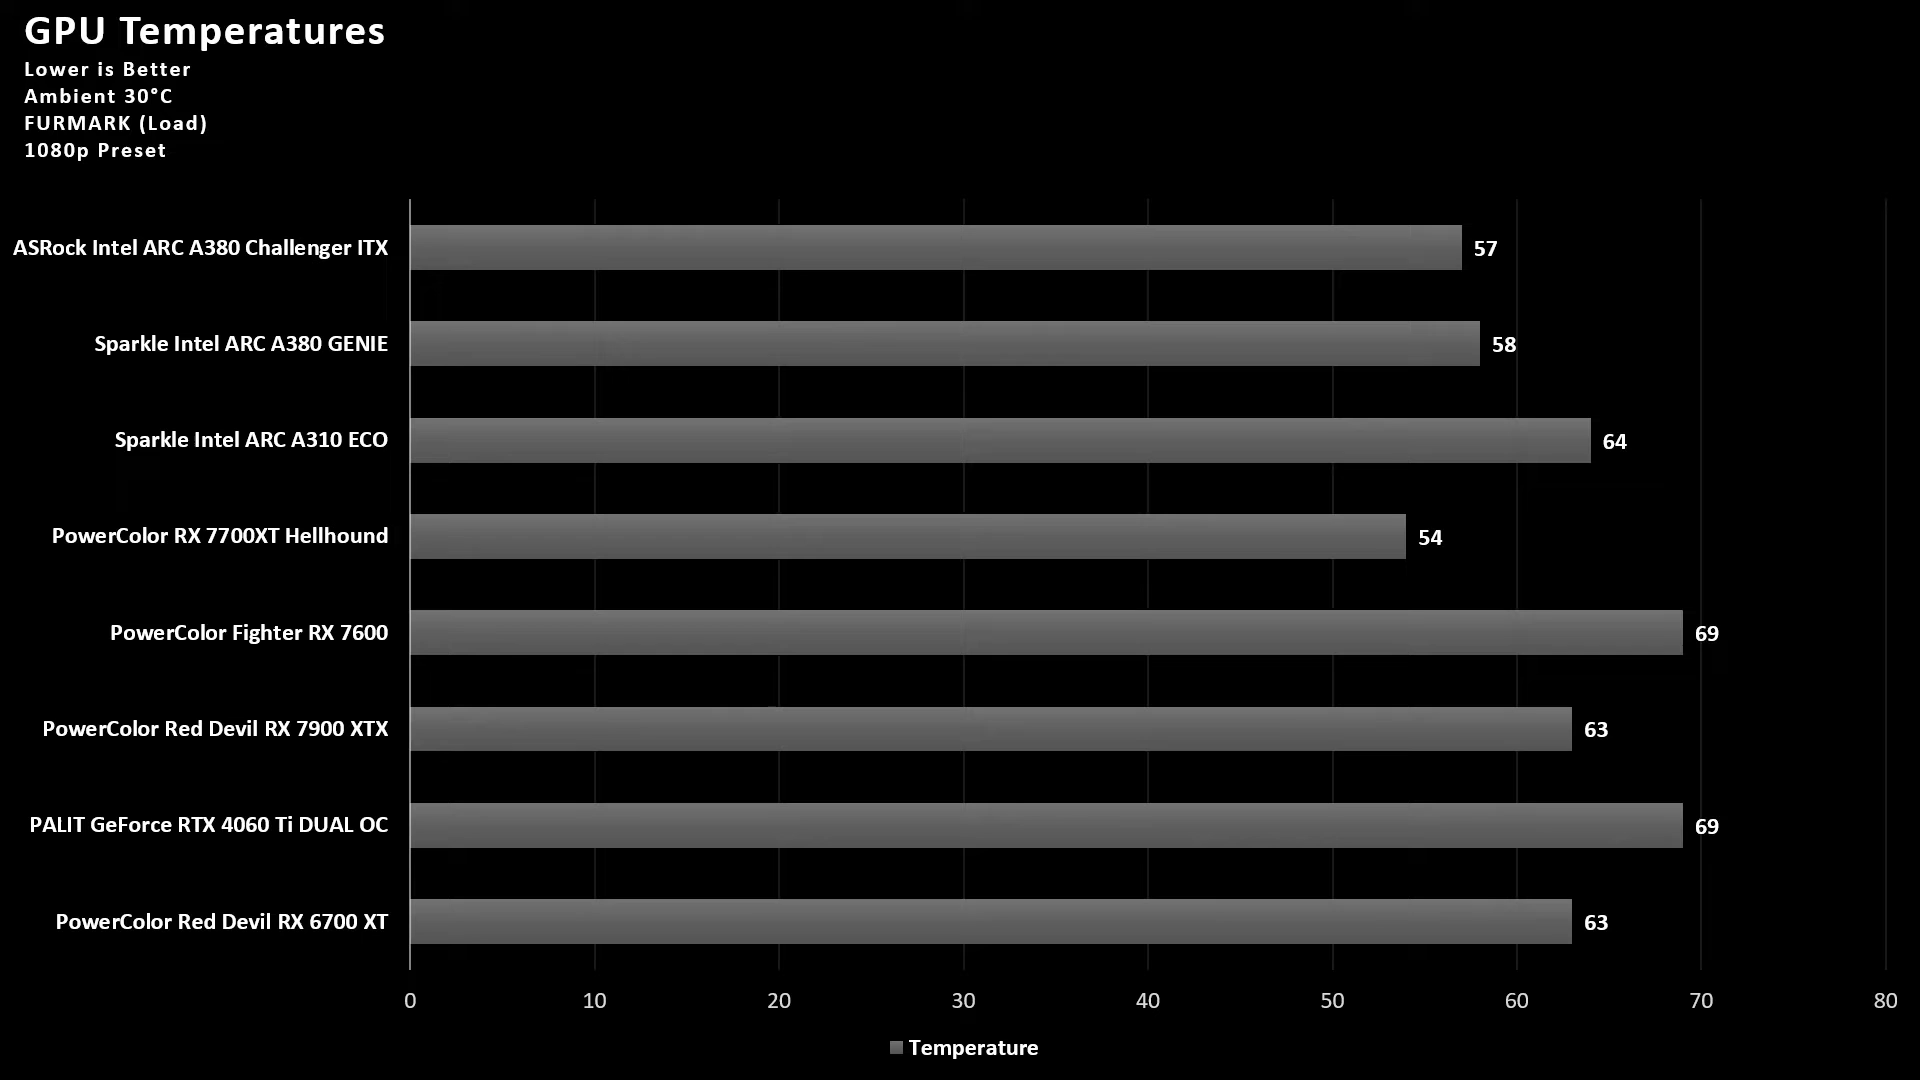 GPU Temperatures
Lower is Better
Ambient 30°C
FURMARK (Load)
1080p Preset
ASRock Intel ARC A380 Challenger ITX
57
Sparkle Intel ARC A380 GENIE
58
Sparkle Intel ARC A310 ECO
64
PowerColor RX 7700XT Hellhound
54
PowerColor Fighter RX 7600
69
PowerColor Red Devil RX 7900 XTX
63
PALIT GeForce RTX 4060 Ti DUAL OC
69
PowerColor Red Devil RX 6700 XT
63
0 10 20 30 40 50 60 70 80
Temperature